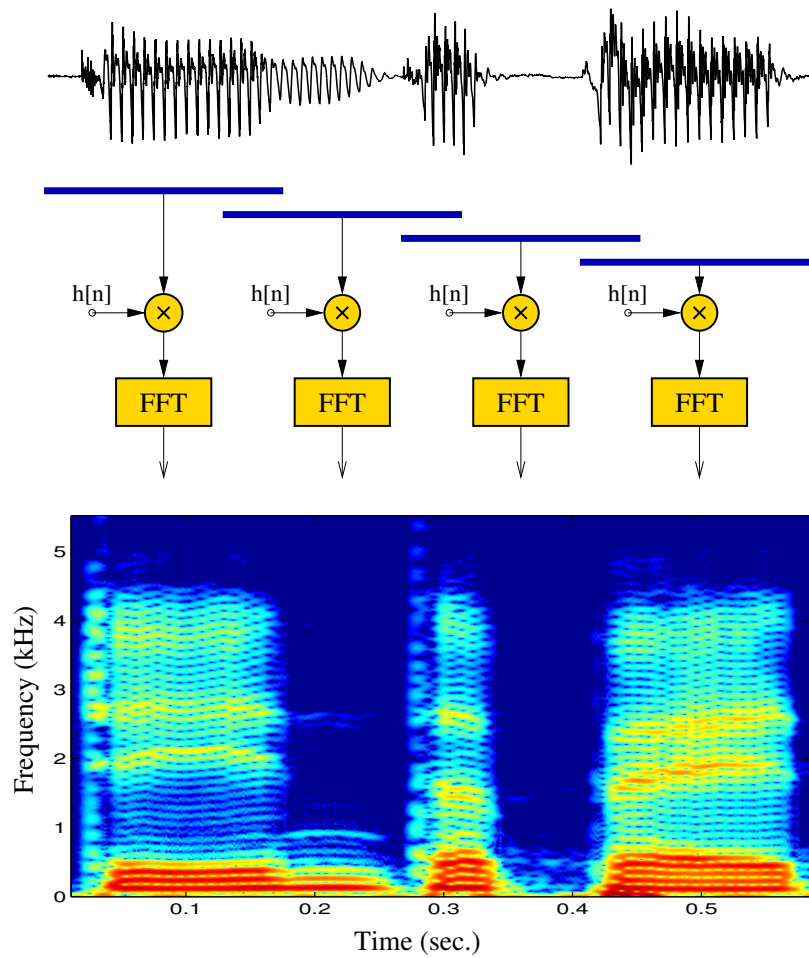 h[n] h[n] h[n] h[n]
× × × ×
FFT FFT FFT FFT
5
4
3
2
1
0
Frequency (kHz)
0.1 0.2 0.3 0.4 0.5
Time (sec.)